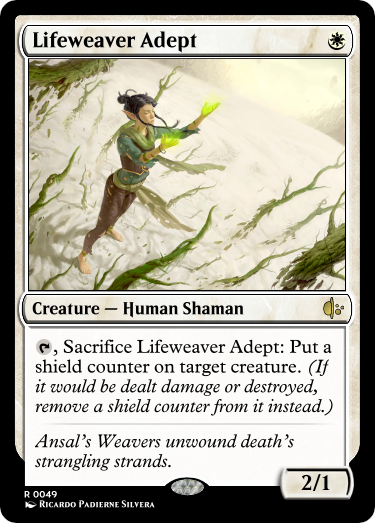 Lifeweaver Adept
Creature — Human Shaman
, Sacrifice Lifeweaver Adept: Put a
shield counter on target creature. (If
it would be dealt damage or destroyed,
remove a shield counter from it instead.)
Ansal's Weavers unwound death's
strangling strands.
2/1
R 0049
Ricardo Padierne Silvera